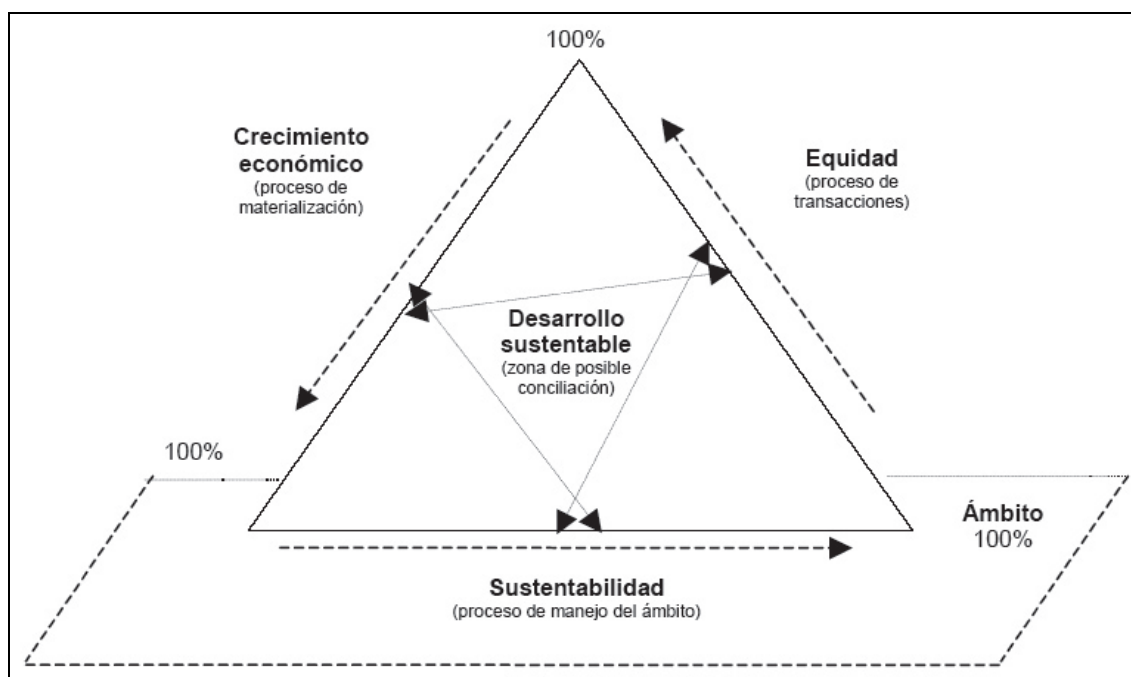 100%
Crecimiento
económico
(proceso de
materialización)
Equidad
(proceso de
transacciones)
Desarrollo
sustentable
(zona de posible
conciliación)
100%
Ámbito
100%
Sustentabilidad
(proceso de manejo del ámbito)